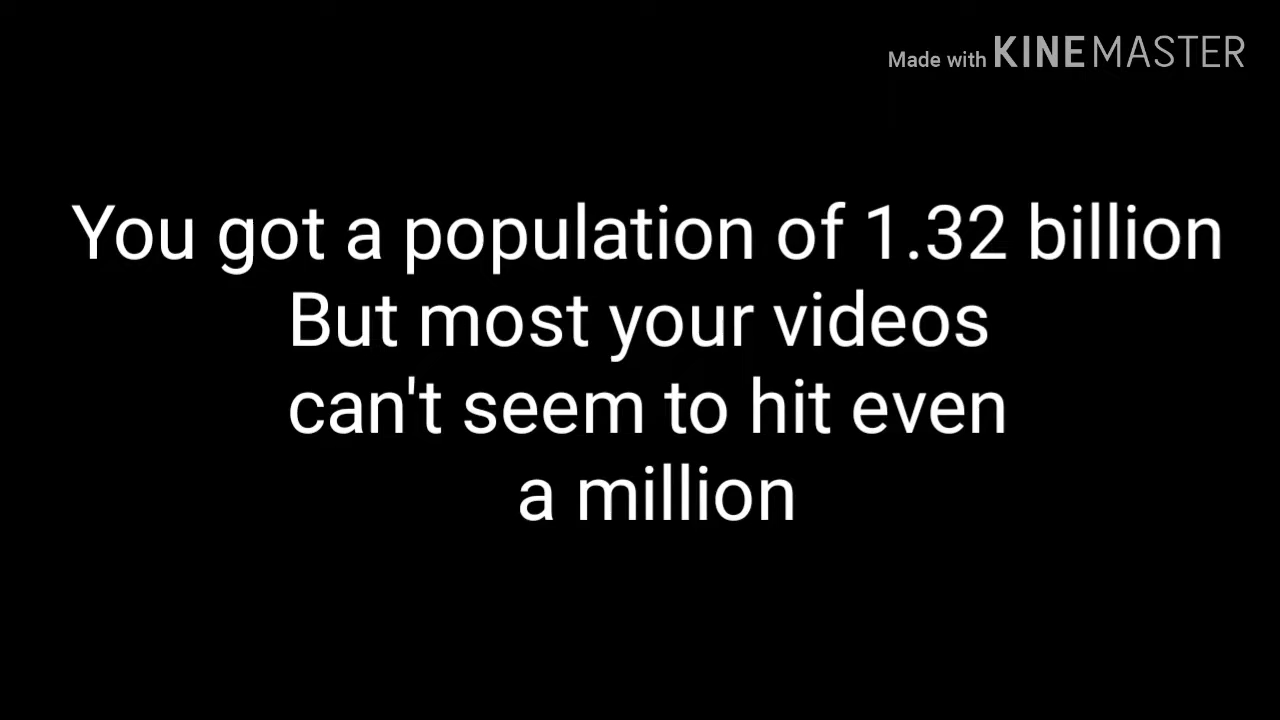 Made with KINEMASTER
You got a population of 1.32 billion
But most your videos
can't seem to hit even
a million